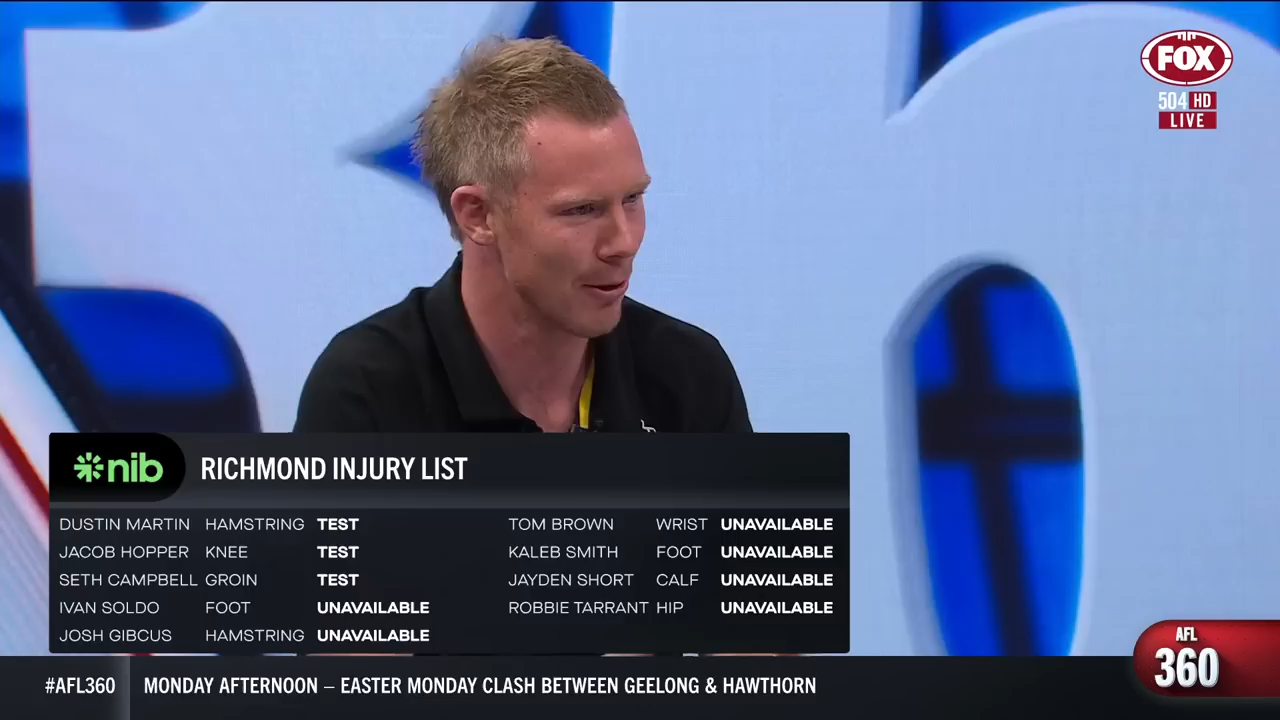 FOX
504 HD
LIVE
nib
RICHMOND INJURY LIST
DUSTIN MARTIN HAMSTRING TEST
JACOB HOPPER KNEE TEST
SETH CAMPBELL GROIN TEST
IVAN SOLDO FOOT UNAVAILABLE
JOSH GIBCUS HAMSTRING UNAVAILABLE
TOM BROWN WRIST UNAVAILABLE
KALEB SMITH FOOT UNAVAILABLE
JAYDEN SHORT CALF UNAVAILABLE
ROBBIE TARRANT HIP UNAVAILABLE
#AFL360
MONDAY AFTERNOON – EASTER MONDAY CLASH BETWEEN GEELONG & HAWTHORN
AFL
360